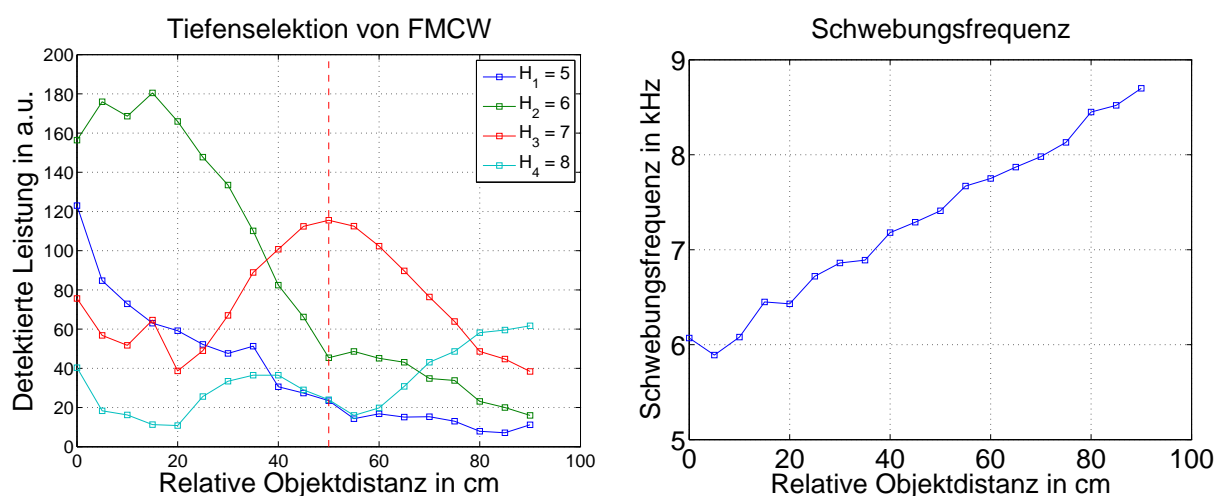 Tiefenselektion von FMCW
Detektierte Leistung in a.u.
200
180
160
140
120
100
80
60
40
20
0
H1 = 5
H2 = 6
H3 = 7
H4 = 8
0 20 40 60 80 100
Relative Objektdistanz in cm
Schwebungsfrequenz
Schwebungsfrequenz in kHz
9
8
7
6
5
0 20 40 60 80 100
Relative Objektdistanz in cm